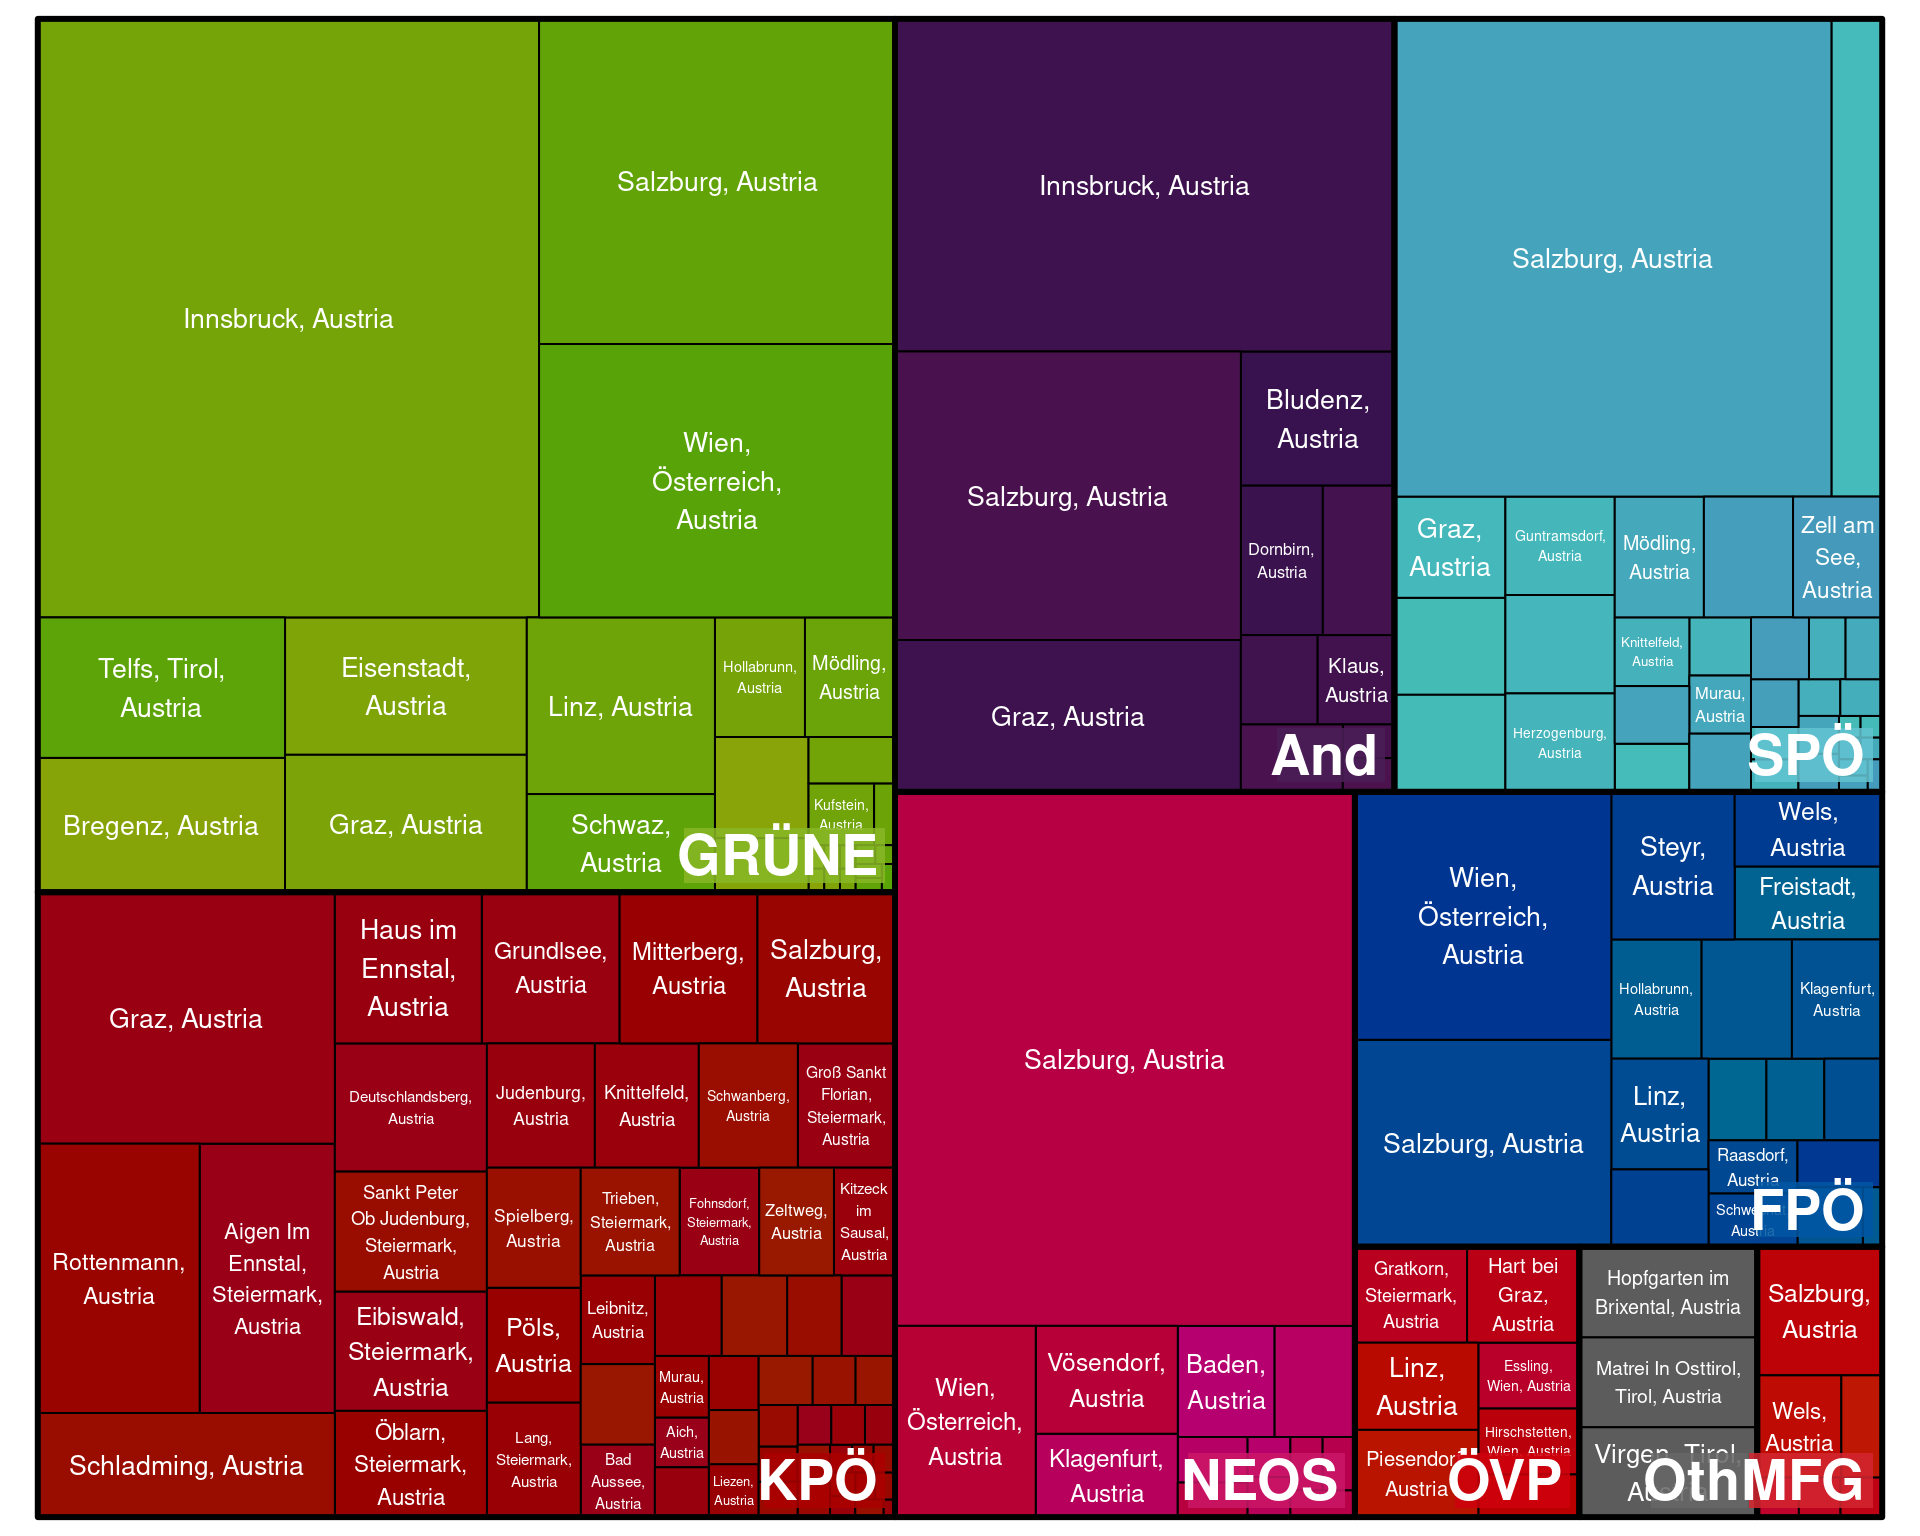 Innsbruck, Austria
Salzburg, Austria
Wien,
Österreich,
Austria
Telfs, Tirol,
Austria
Eisenstadt,
Austria
Linz, Austria
Hollabrunn,
Austria
Mödling,
Austria
Bregenz, Austria
Graz, Austria
Schwaz,
Austria
Kufstein,
Austria
GRÜNE
Innsbruck, Austria
Salzburg, Austria
Bludenz,
Austria
Dornbirn,
Austria
Klaus,
Austria
Graz, Austria
And
Salzburg, Austria
Graz,
Austria
Guntramsdorf,
Austria
Mödling,
Austria
Zell am
See,
Austria
Knittelfeld,
Austria
Murau,
Austria
Herzogenburg,
Austria
SPÖ
Graz, Austria
Haus im
Ennstal,
Austria
Grundlsee,
Austria
Mitterberg,
Austria
Salzburg,
Austria
Deutschlandsberg,
Austria
Judenburg,
Austria
Knittelfeld,
Austria
Schwanberg,
Austria
Groß Sankt
Florian,
Steiermark,
Austria
Rottenmann,
Austria
Aigen Im
Ennstal,
Steiermark,
Austria
Sankt Peter
Ob Judenburg,
Steiermark,
Austria
Spielberg,
Austria
Trieben,
Steiermark,
Austria
Fohnsdorf,
Steiermark,
Austria
Zeltweg,
Austria
Kitzeck
im
Sausal,
Austria
Eibiswald,
Steiermark,
Austria
Pöls,
Austria
Leibnitz,
Austria
Murau,
Austria
Aich,
Austria
Schladming, Austria
Öblarn,
Steiermark,
Austria
Lang,
Steiermark,
Austria
Bad
Aussee,
Austria
Liezen,
Austria
KPÖ
Salzburg, Austria
Wien,
Österreich,
Austria
Vösendorf,
Austria
Baden,
Austria
Klagenfurt,
Austria
NEOS
Wien,
Österreich,
Austria
Steyr,
Austria
Wels,
Austria
Freistadt,
Austria
Hollabrunn,
Austria
Klagenfurt,
Austria
Salzburg, Austria
Linz,
Austria
Raasdorf,
Austria
Austria
FPÖ
Gratkorn,
Steiermark,
Austria
Hart bei
Graz,
Austria
Linz,
Austria
Essling,
Wien, Austria
Hirschstetten,
Wien, Austria
Piesendorf,
Austria
ÖVP
Hopfgarten im
Brixental, Austria
Matrei In Osttirol,
Tirol, Austria
Virgen, Tirol,
Austria
Salzburg,
Austria
Wels,
Austria
OthMFG